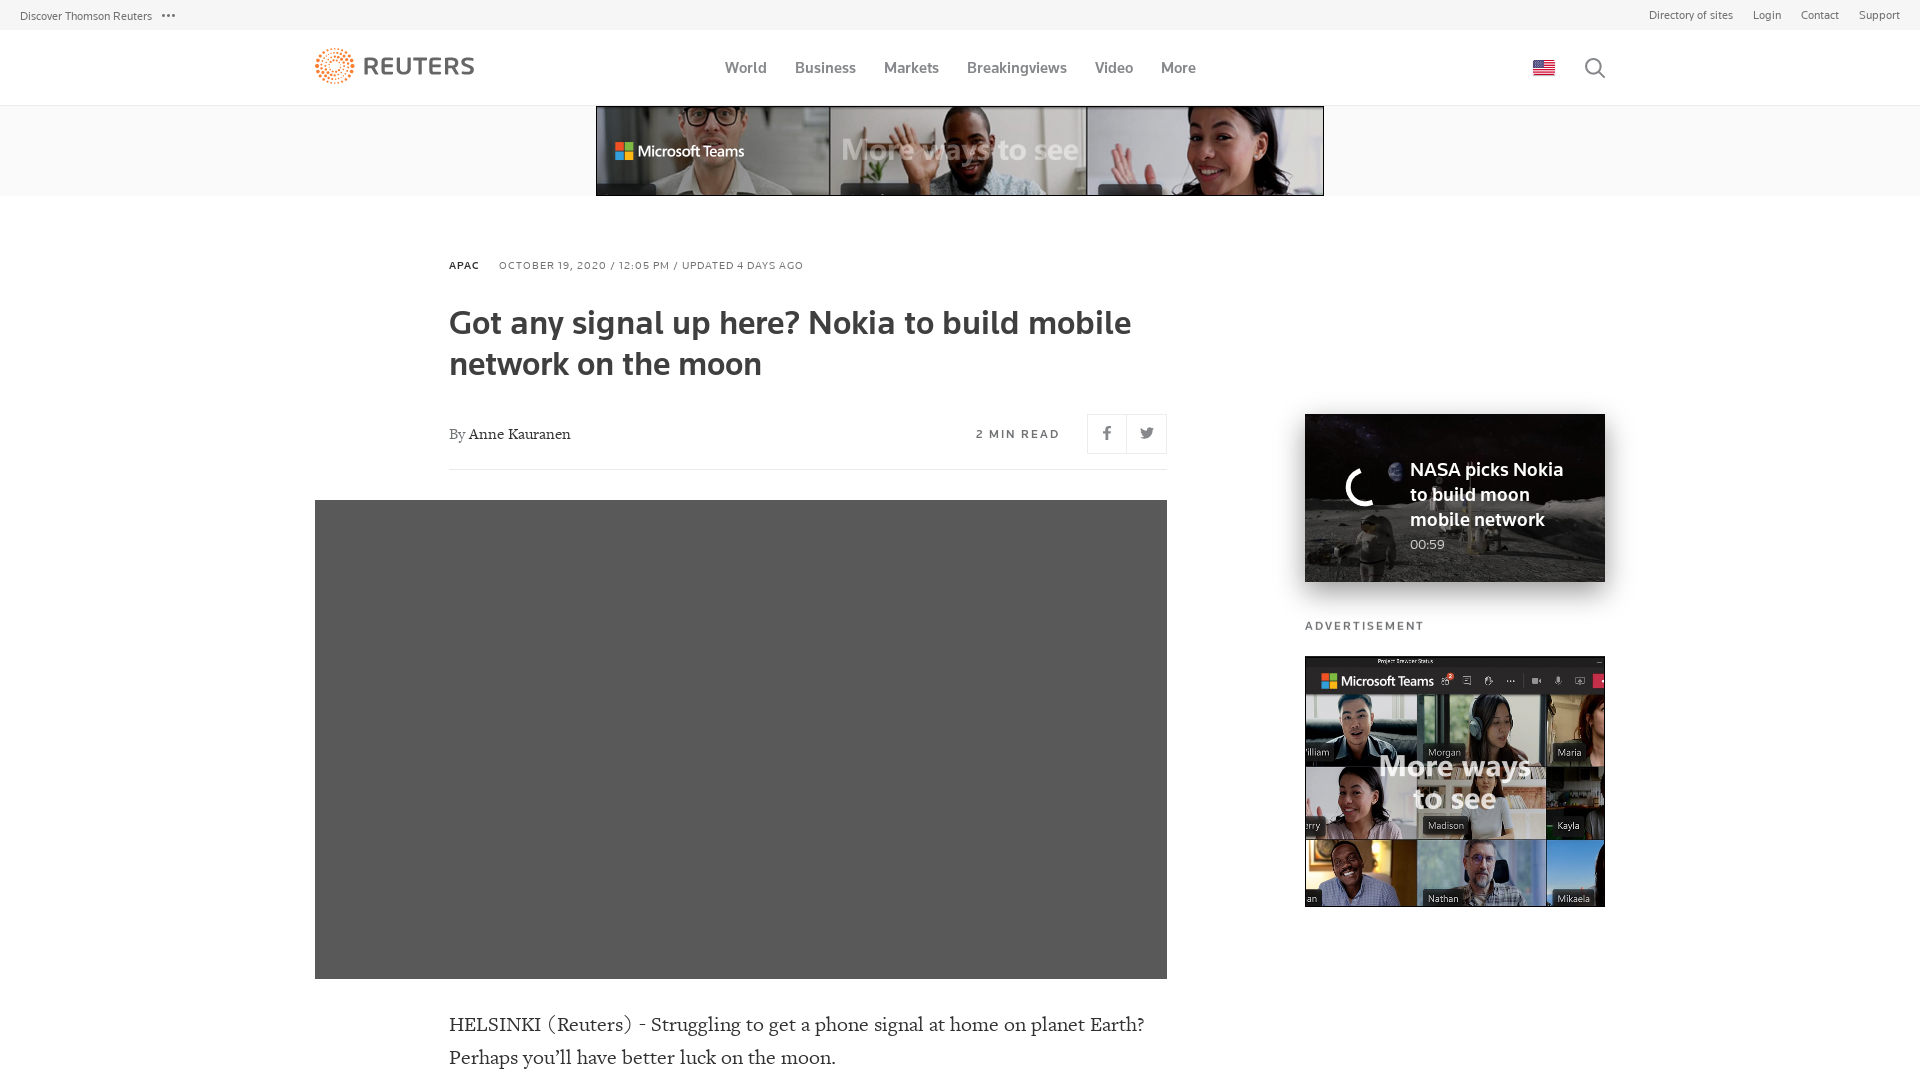 Discover Thomson Reuters
Directory of sites Login Contact Support
REUTERS
World Business Markets Breakingviews Video More
Microsoft Teams
More ways to see
APAC OCTOBER 19, 2020 / 12:05 PM / UPDATED 4 DAYS AGO
Got any signal up here? Nokia to build mobile
network on the moon
By Anne Kauranen
2 MIN READ
NASA picks Nokia
to build moon
mobile network
00:59
ADVERTISEMENT
Project Brewster Status
Microsoft Teams
William Morgan Maria
More ways
to see
erry Madison Kayla
an Nathan Mikaela
HELSINKI (Reuters) - Struggling to get a phone signal at home on planet Earth?
Perhaps you’ll have better luck on the moon.